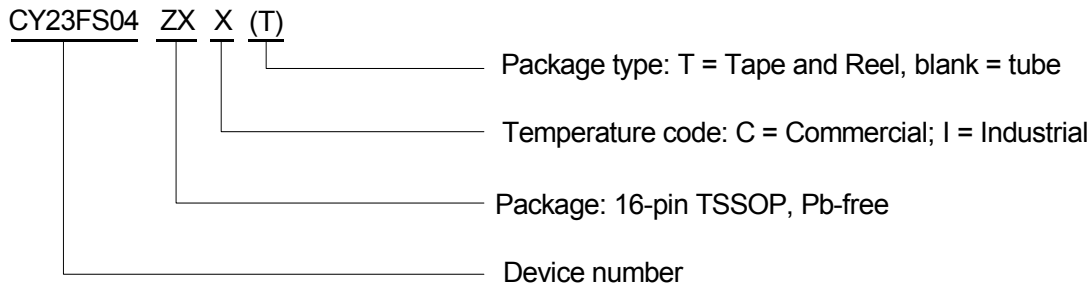 CY23FS04 ZX X (T)
Package type: T = Tape and Reel, blank = tube
Temperature code: C = Commercial; I = Industrial
Package: 16-pin TSSOP, Pb-free
Device number